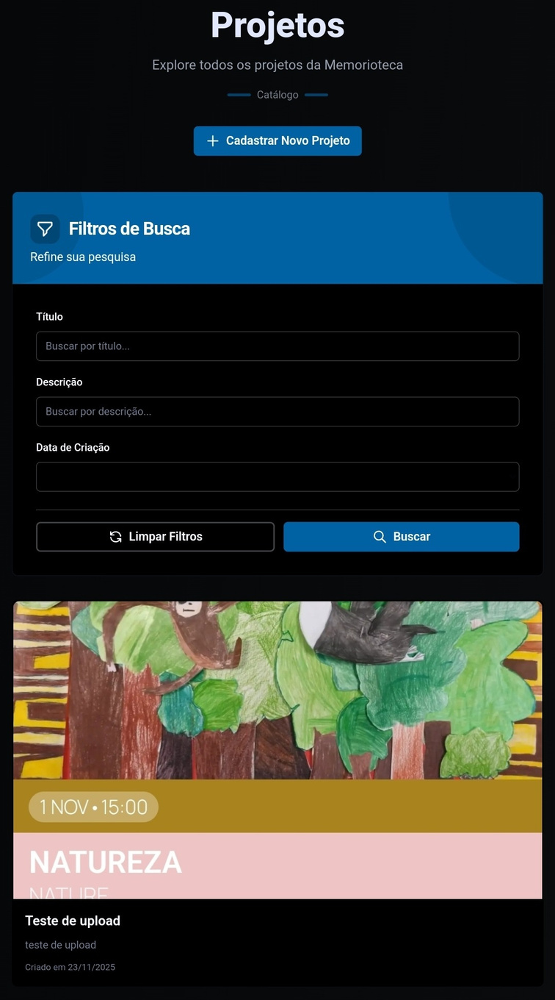 Projetos
Explore todos os projetos da Memorioteca
Catálogo
Cadastrar Novo Projeto
Filtros de Busca
Refine sua pesquisa
Título
Buscar por título...
Descrição
Buscar por descrição...
Data de Criação
Limpar Filtros
Buscar
1 NOV • 15:00
NATUREZA
NATURE
Teste de upload
teste de upload
Criado em 23/11/2025